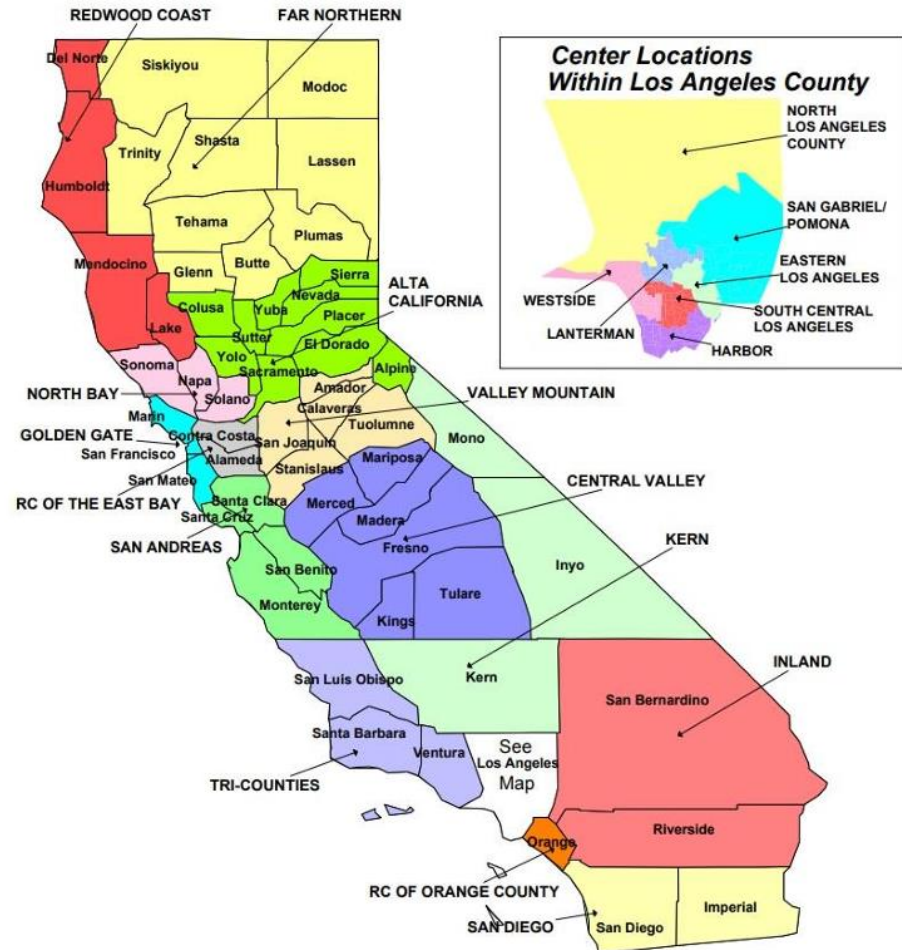 REDWOOD COAST
FAR NORTHERN
Del Norte
Siskiyou
Modoc
Trinity
Shasta
Lassen
Humboldt
Tehama
Plumas
Mendocino
Glenn
Butte
Sierra
ALTA
CALIFORNIA
Colusa
Yuba
Nevada
Placer
Lake
Sutter
Yolo
El Dorado
Sonoma
Napa
Sacramento
Alpine
Solano
Amador
NORTH BAY
Calaveras
VALLEY MOUNTAIN
Marin
Tuolumne
GOLDEN GATE
Contra Costa
San Joaquin
Mono
San Francisco
Alameda
Mariposa
Stanislaus
San Mateo
RC OF THE EAST BAY
Santa Clara
Merced
CENTRAL VALLEY
Santa Cruz
Madera
SAN ANDREAS
Fresno
KERN
San Benito
Inyo
Monterey
Tulare
Kings
INLAND
San Luis Obispo
Kern
San Bernardino
Santa Barbara
Ventura
See
Los Angeles
Map
TRI-COUNTIES
Orange
Riverside
RC OF ORANGE COUNTY
SAN DIEGO
San Diego
Imperial
Center Locations
Within Los Angeles County
NORTH
LOS ANGELES
COUNTY
SAN GABRIEL/
POMONA
EASTERN
LOS ANGELES
WESTSIDE
LANTERMAN
SOUTH CENTRAL
LOS ANGELES
HARBOR